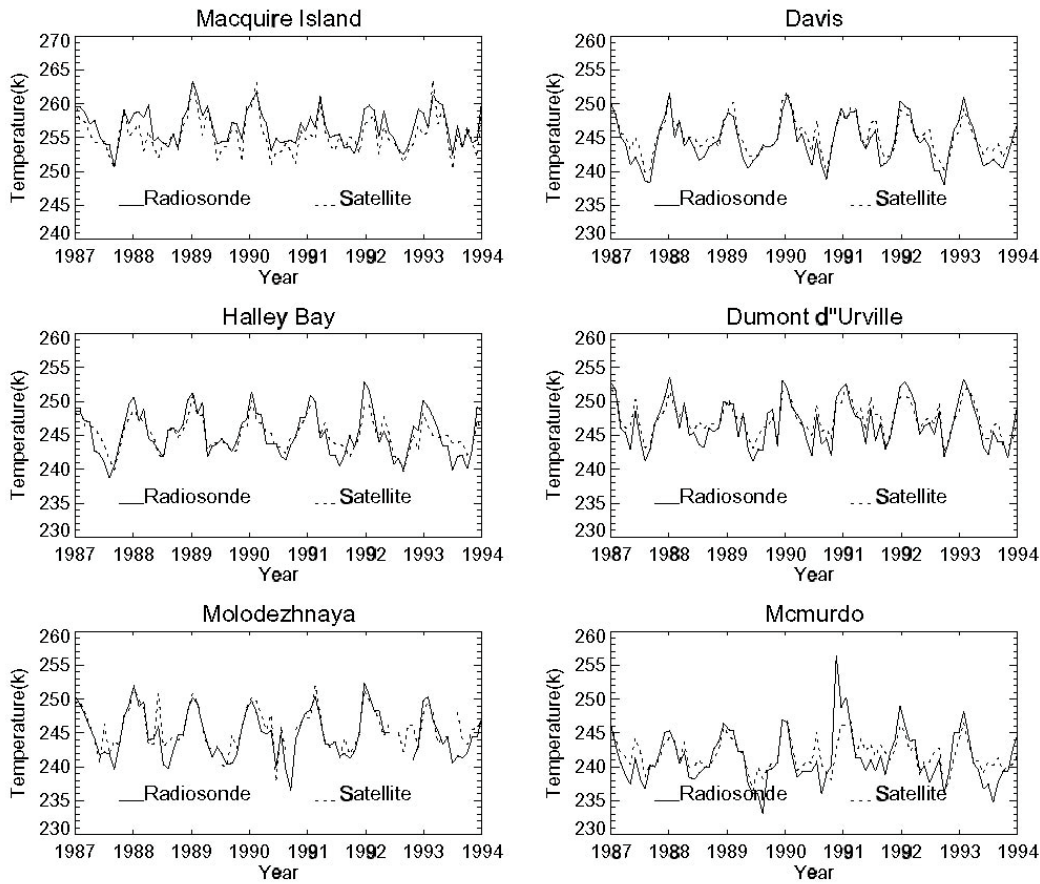 Macquire Island
Temperature(k)
270
265
260
255
250
245
240
Radiosonde
Satellite
1987 1988 1989 1990 1991 1992 1993 1994
Year
Davis
Temperature(k)
260
255
250
245
240
235
230
Radiosonde
Satellite
1987 1988 1989 1990 1991 1992 1993 1994
Year
Halley Bay
Temperature(k)
260
255
250
245
240
235
230
Radiosonde
Satellite
1987 1988 1989 1990 1991 1992 1993 1994
Year
Dumont d"Urville
Temperature(k)
260
255
250
245
240
235
230
Radiosonde
Satellite
1987 1988 1989 1990 1991 1992 1993 1994
Year
Molodezhnaya
Temperature(k)
260
255
250
245
240
235
230
Radiosonde
Satellite
1987 1988 1989 1990 1991 1992 1993 1994
Year
Mcmurdo
Temperature(k)
260
255
250
245
240
235
230
Radiosonde
Satellite
1987 1988 1989 1990 1991 1992 1993 1994
Year